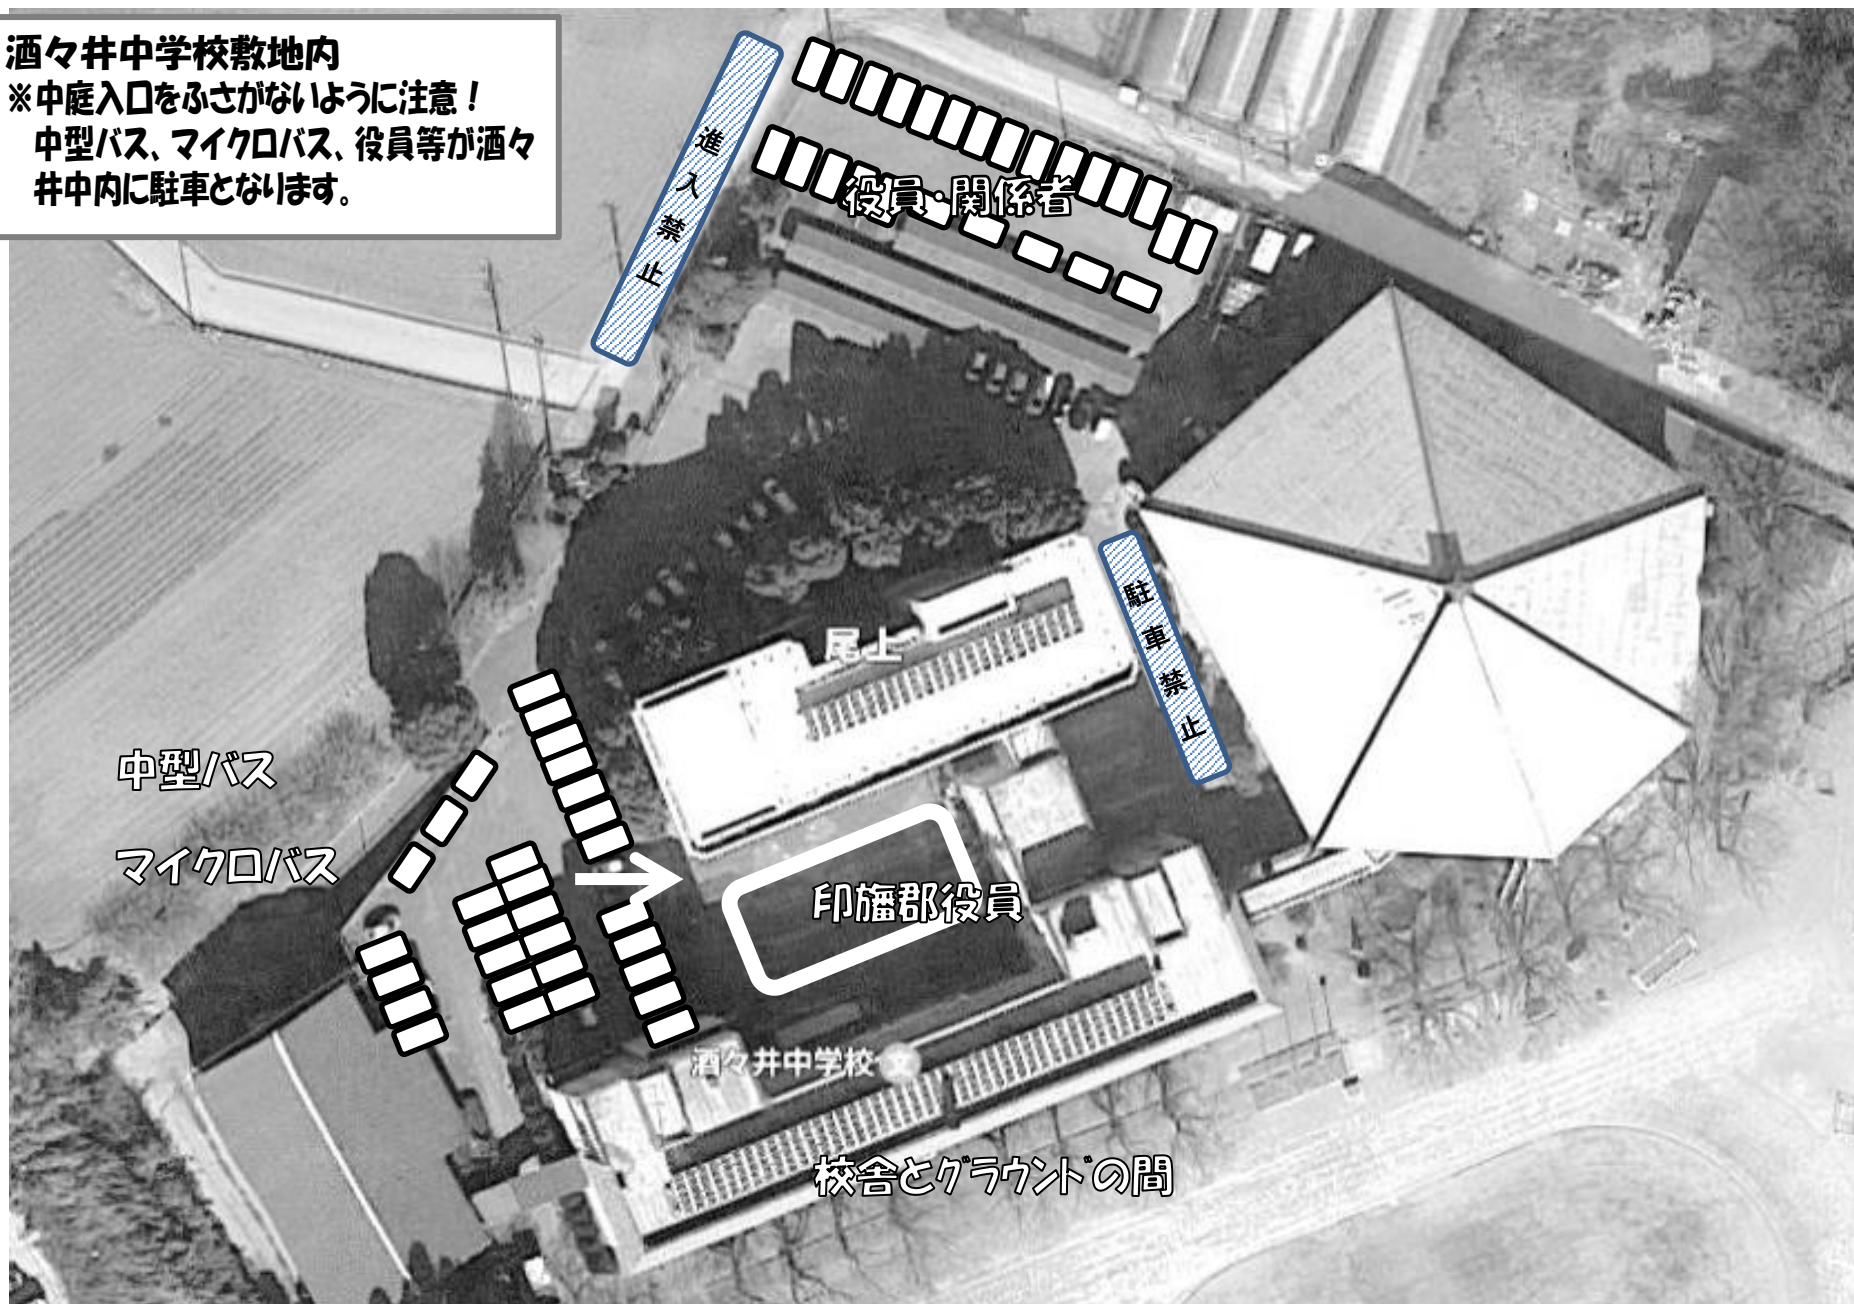 酒々井中学校敷地内
※中庭入口をふさがないように注意！
中型バス、マイクロバス、役員等が酒々
井中内に駐車となります。
進入禁止
役員・関係者
尾上
駐車禁止
中型バス
マイクロバス
印旛郡役員
酒々井中学校 文
校舎とグラウンドの間